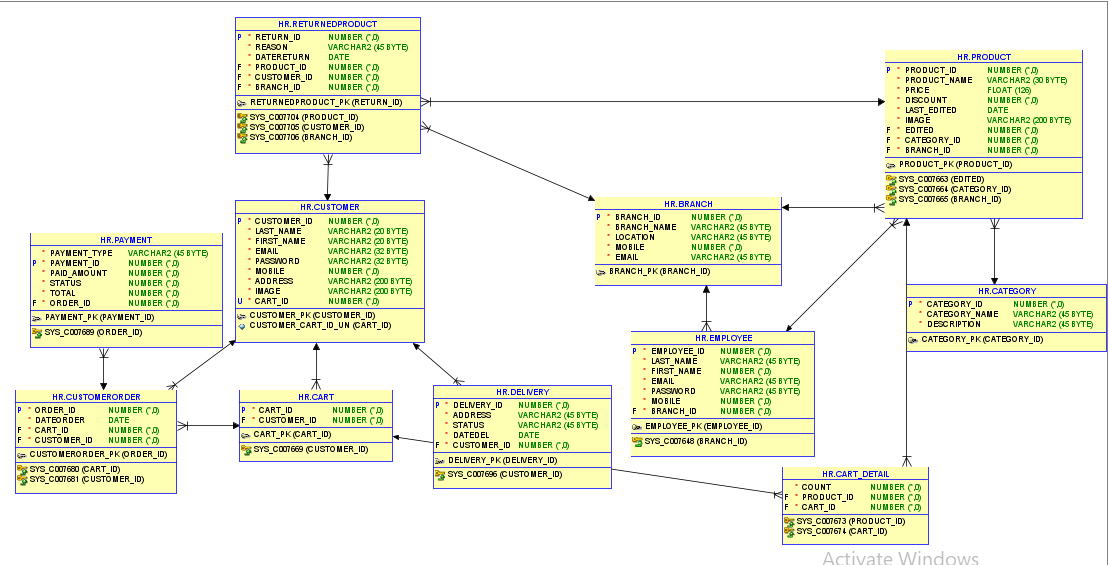 HR.RETURNEDPRODUCT
P * RETURN_ID NUMBER (*,0)
* REASON VARCHAR2 (45 BYTE)
* DATERETURN DATE
F * PRODUCT_ID NUMBER (*,0)
F * CUSTOMER_ID NUMBER (*,0)
F * BRANCH_ID NUMBER (*,0)
RETURNEDPRODUCT_PK (RETURN_ID)
SYS_C007704 (PRODUCT_ID)
SYS_C007705 (CUSTOMER_ID)
SYS_C007706 (BRANCH_ID)
HR.PRODUCT
P * PRODUCT_ID NUMBER (*,0)
* PRODUCT_NAME VARCHAR2 (30 BYTE)
* PRICE FLOAT (126)
* DISCOUNT NUMBER (*,0)
* LAST_EDITED DATE
* IMAGE VARCHAR2 (200 BYTE)
F * EDITED NUMBER (*,0)
F * CATEGORY_ID NUMBER (*,0)
F * BRANCH_ID NUMBER (*,0)
PRODUCT_PK (PRODUCT_ID)
SYS_C007663 (EDITED)
SYS_C007664 (CATEGORY_ID)
SYS_C007665 (BRANCH_ID)
HR.CUSTOMER
P * CUSTOMER_ID NUMBER (*,0)
* LAST_NAME VARCHAR2 (20 BYTE)
* FIRST_NAME VARCHAR2 (20 BYTE)
* EMAIL VARCHAR2 (32 BYTE)
* PASSWORD VARCHAR2 (32 BYTE)
* MOBILE NUMBER (*,0)
* ADDRESS VARCHAR2 (200 BYTE)
* IMAGE VARCHAR2 (200 BYTE)
U * CART_ID NUMBER (*,0)
CUSTOMER_PK (CUSTOMER_ID)
CUSTOMER_CART_ID_UN (CART_ID)
HR.BRANCH
P * BRANCH_ID NUMBER (*,0)
* BRANCH_NAME VARCHAR2 (45 BYTE)
* LOCATION VARCHAR2 (45 BYTE)
* MOBILE NUMBER (*,0)
* EMAIL VARCHAR2 (45 BYTE)
BRANCH_PK (BRANCH_ID)
HR.PAYMENT
* PAYMENT_TYPE VARCHAR2 (45 BYTE)
P * PAYMENT_ID NUMBER (*,0)
* PAID_AMOUNT NUMBER (*,0)
* STATUS NUMBER (*,0)
* TOTAL NUMBER (*,0)
F * ORDER_ID NUMBER (*,0)
PAYMENT_PK (PAYMENT_ID)
SYS_C007689 (ORDER_ID)
HR.CATEGORY
P * CATEGORY_ID NUMBER (*,0)
* CATEGORY_NAME VARCHAR2 (45 BYTE)
* DESCRIPTION VARCHAR2 (45 BYTE)
CATEGORY_PK (CATEGORY_ID)
HR.EMPLOYEE
P * EMPLOYEE_ID NUMBER (*,0)
* LAST_NAME VARCHAR2 (45 BYTE)
* FIRST_NAME NUMBER (*,0)
* EMAIL VARCHAR2 (45 BYTE)
* PASSWORD VARCHAR2 (45 BYTE)
* MOBILE NUMBER (*,0)
F * BRANCH_ID NUMBER (*,0)
EMPLOYEE_PK (EMPLOYEE_ID)
SYS_C007648 (BRANCH_ID)
HR.CUSTOMERORDER
P * ORDER_ID NUMBER (*,0)
* DATEORDER DATE
F * CART_ID NUMBER (*,0)
F * CUSTOMER_ID NUMBER (*,0)
CUSTOMERORDER_PK (ORDER_ID)
SYS_C007680 (CART_ID)
SYS_C007681 (CUSTOMER_ID)
HR.CART
P * CART_ID NUMBER (*,0)
F * CUSTOMER_ID NUMBER (*,0)
CART_PK (CART_ID)
SYS_C007669 (CUSTOMER_ID)
HR.DELIVERY
P * DELIVERY_ID NUMBER (*,0)
* ADDRESS VARCHAR2 (45 BYTE)
* STATUS VARCHAR2 (45 BYTE)
* DATEDEL DATE
F * CUSTOMER_ID NUMBER (*,0)
DELIVERY_PK (DELIVERY_ID)
SYS_C007696 (CUSTOMER_ID)
HR.CART_DETAIL
* COUNT NUMBER (*,0)
F * PRODUCT_ID NUMBER (*,0)
F * CART_ID NUMBER (*,0)
SYS_C007673 (PRODUCT_ID)
SYS_C007674 (CART_ID)
Activate Windows